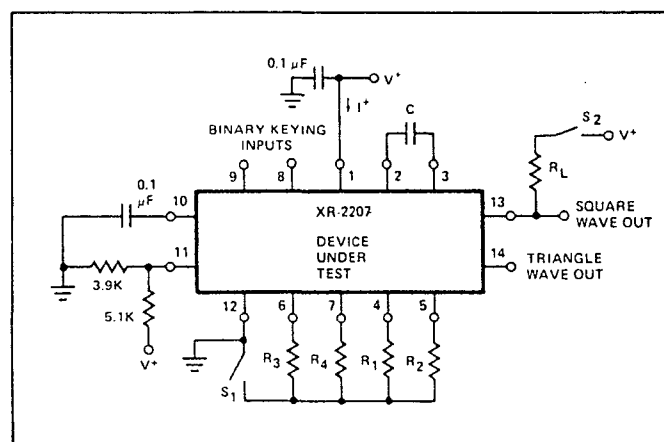 0.1 µF
V+
I+
C
S2
V+
BINARY KEYING
INPUTS
RL
9
8
1
2
3
0.1
µF
10
XR-2207
13
SQUARE
WAVE OUT
DEVICE
UNDER
TEST
11
14
TRIANGLE
WAVE OUT
3.9K
5.1K
12
6
7
4
5
V+
S1
R3
R4
R1
R2